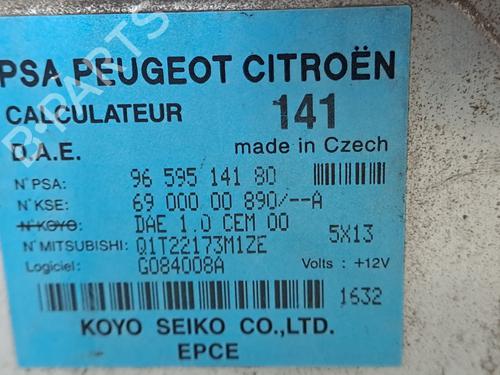 PSA PEUGEOT CITROËN
CALCULATEUR 141
D.A.E. made in Czech
N° PSA: 96 595 141 80
N° KSE: 69 000 00 890/--A
N° KOYO: DAE 1.0 CEM 00
N° MITSUBISHI: Q1T22173M1ZE 5X13
Logiciel: G084008A Volts : +12V
1632
KOYO SEIKO CO.,LTD.
EPCE
B-PARTS